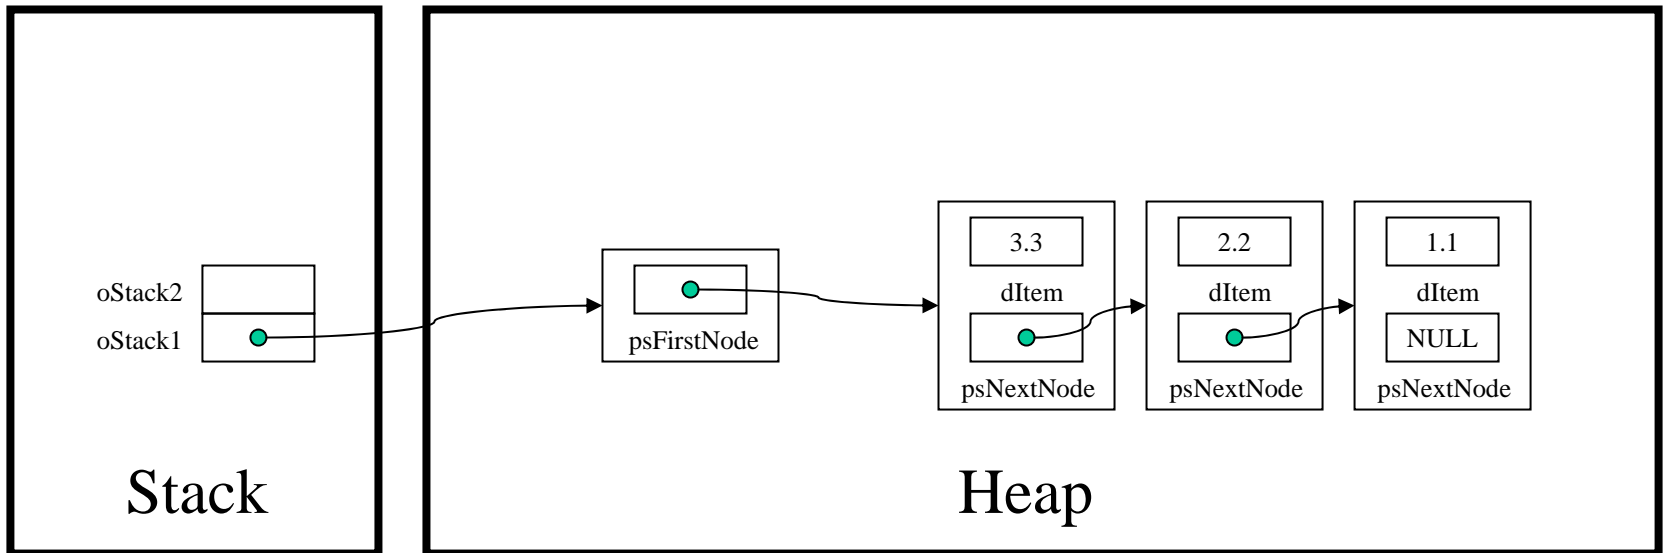 3.3
2.2
1.1
oStack2
dItem
dItem
dItem
oStack1
psFirstNode
NULL
psNextNode
psNextNode
psNextNode
Stack
Heap